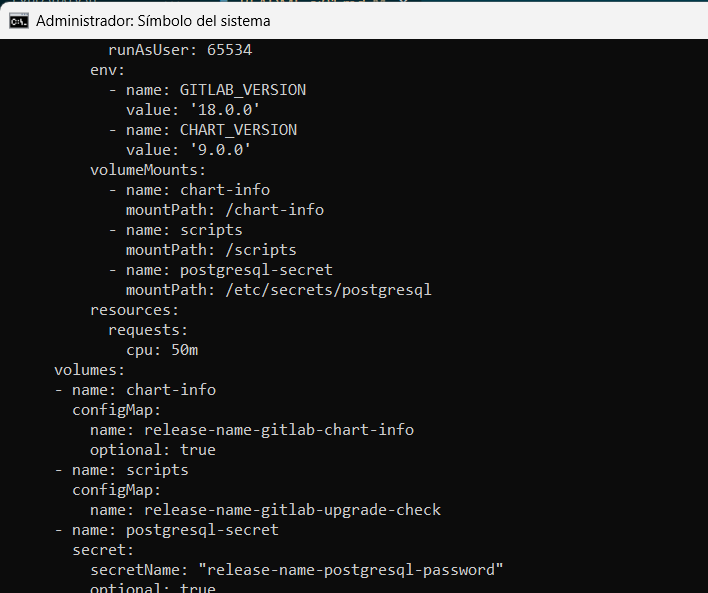 Administrador: Símbolo del sistema
runAsUser: 65534
env:
- name: GITLAB_VERSION
value: '18.0.0'
- name: CHART_VERSION
value: '9.0.0'
volumeMounts:
- name: chart-info
mountPath: /chart-info
- name: scripts
mountPath: /scripts
- name: postgresql-secret
mountPath: /etc/secrets/postgresql
resources:
requests:
cpu: 50m
volumes:
- name: chart-info
configMap:
name: release-name-gitlab-chart-info
optional: true
- name: scripts
configMap:
name: release-name-gitlab-upgrade-check
- name: postgresql-secret
secret:
secretName: "release-name-postgresql-password"
optional: true